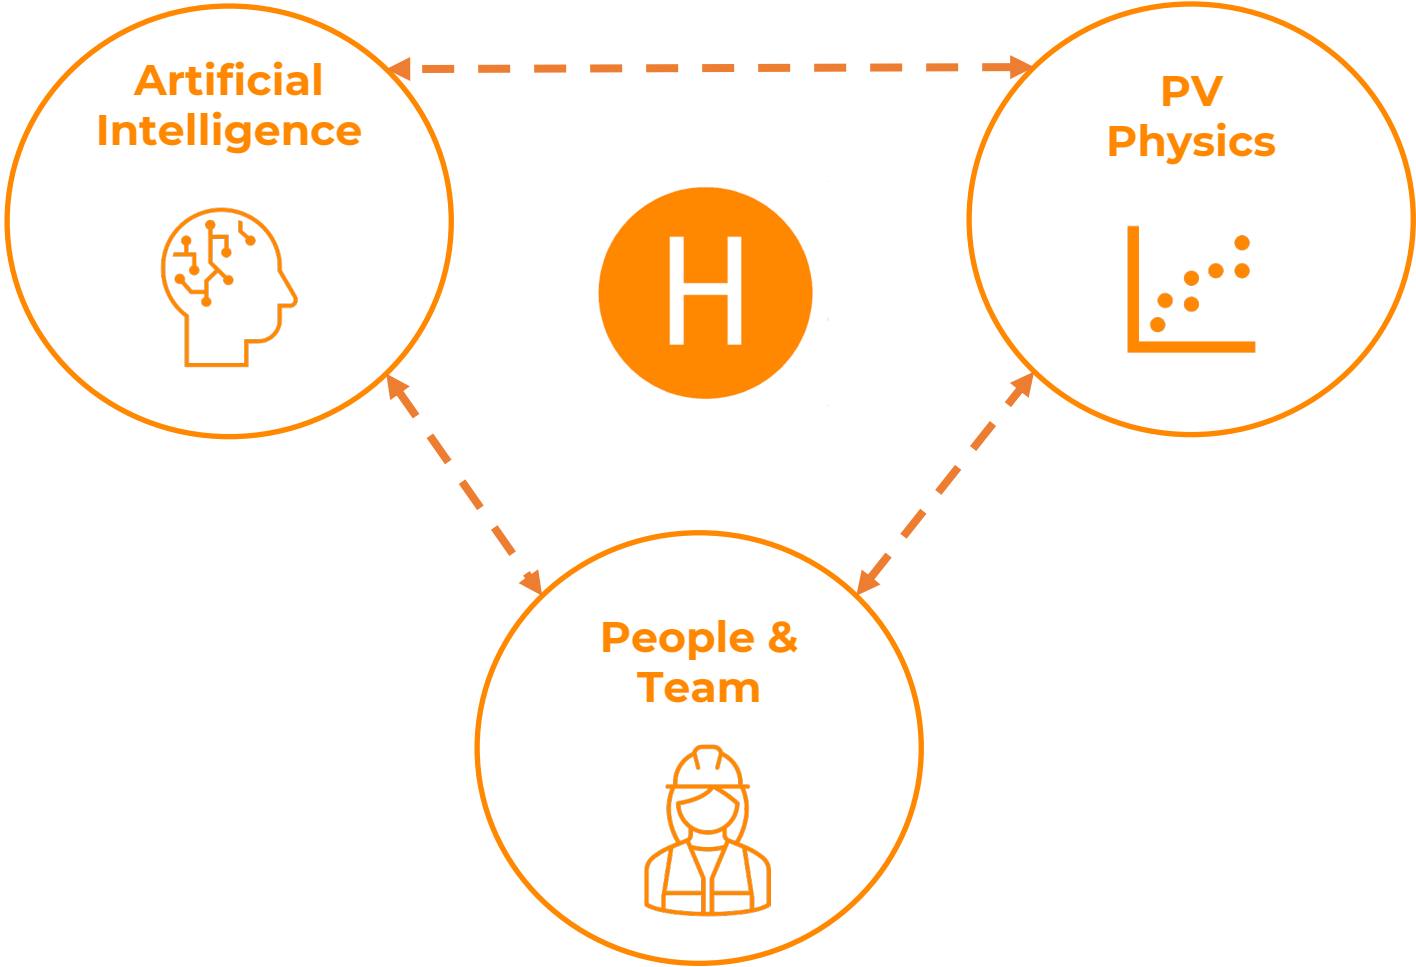 Artificial
Intelligence
PV
Physics
H
People &
Team